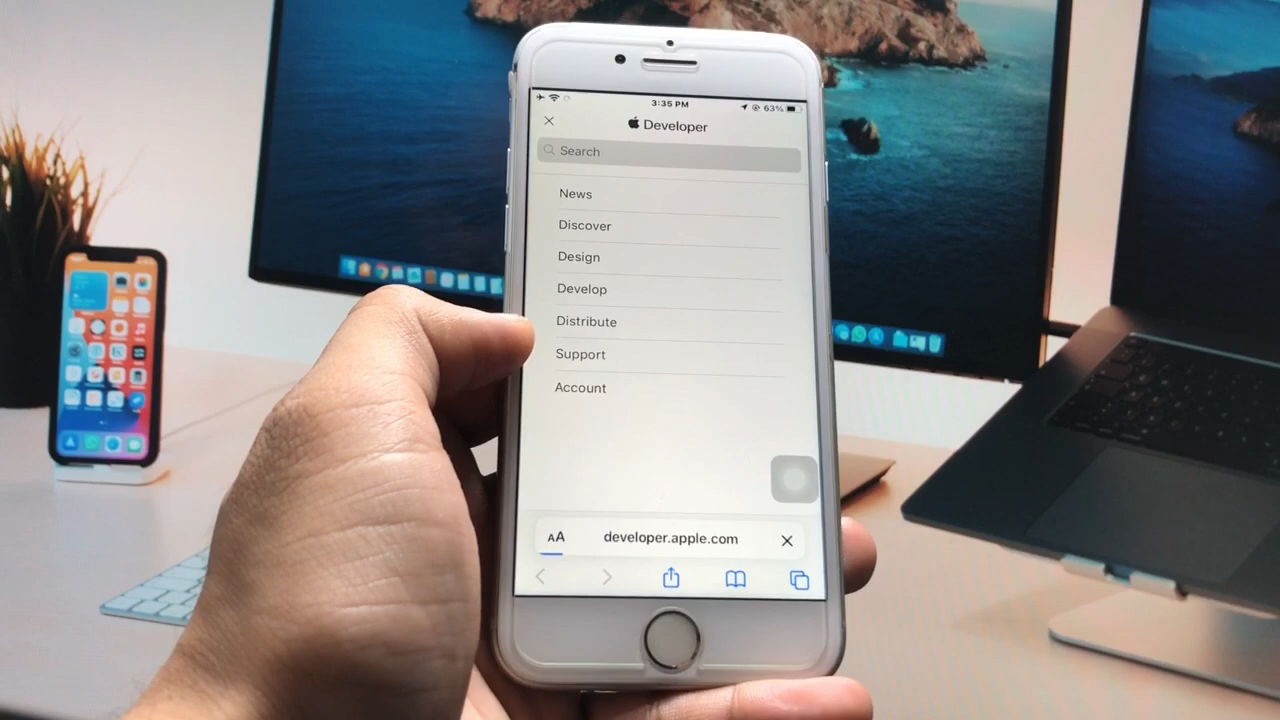 3:35 PM
63%
Developer
Search
News
Discover
Design
Develop
Distribute
Support
Account
AA
developer.apple.com